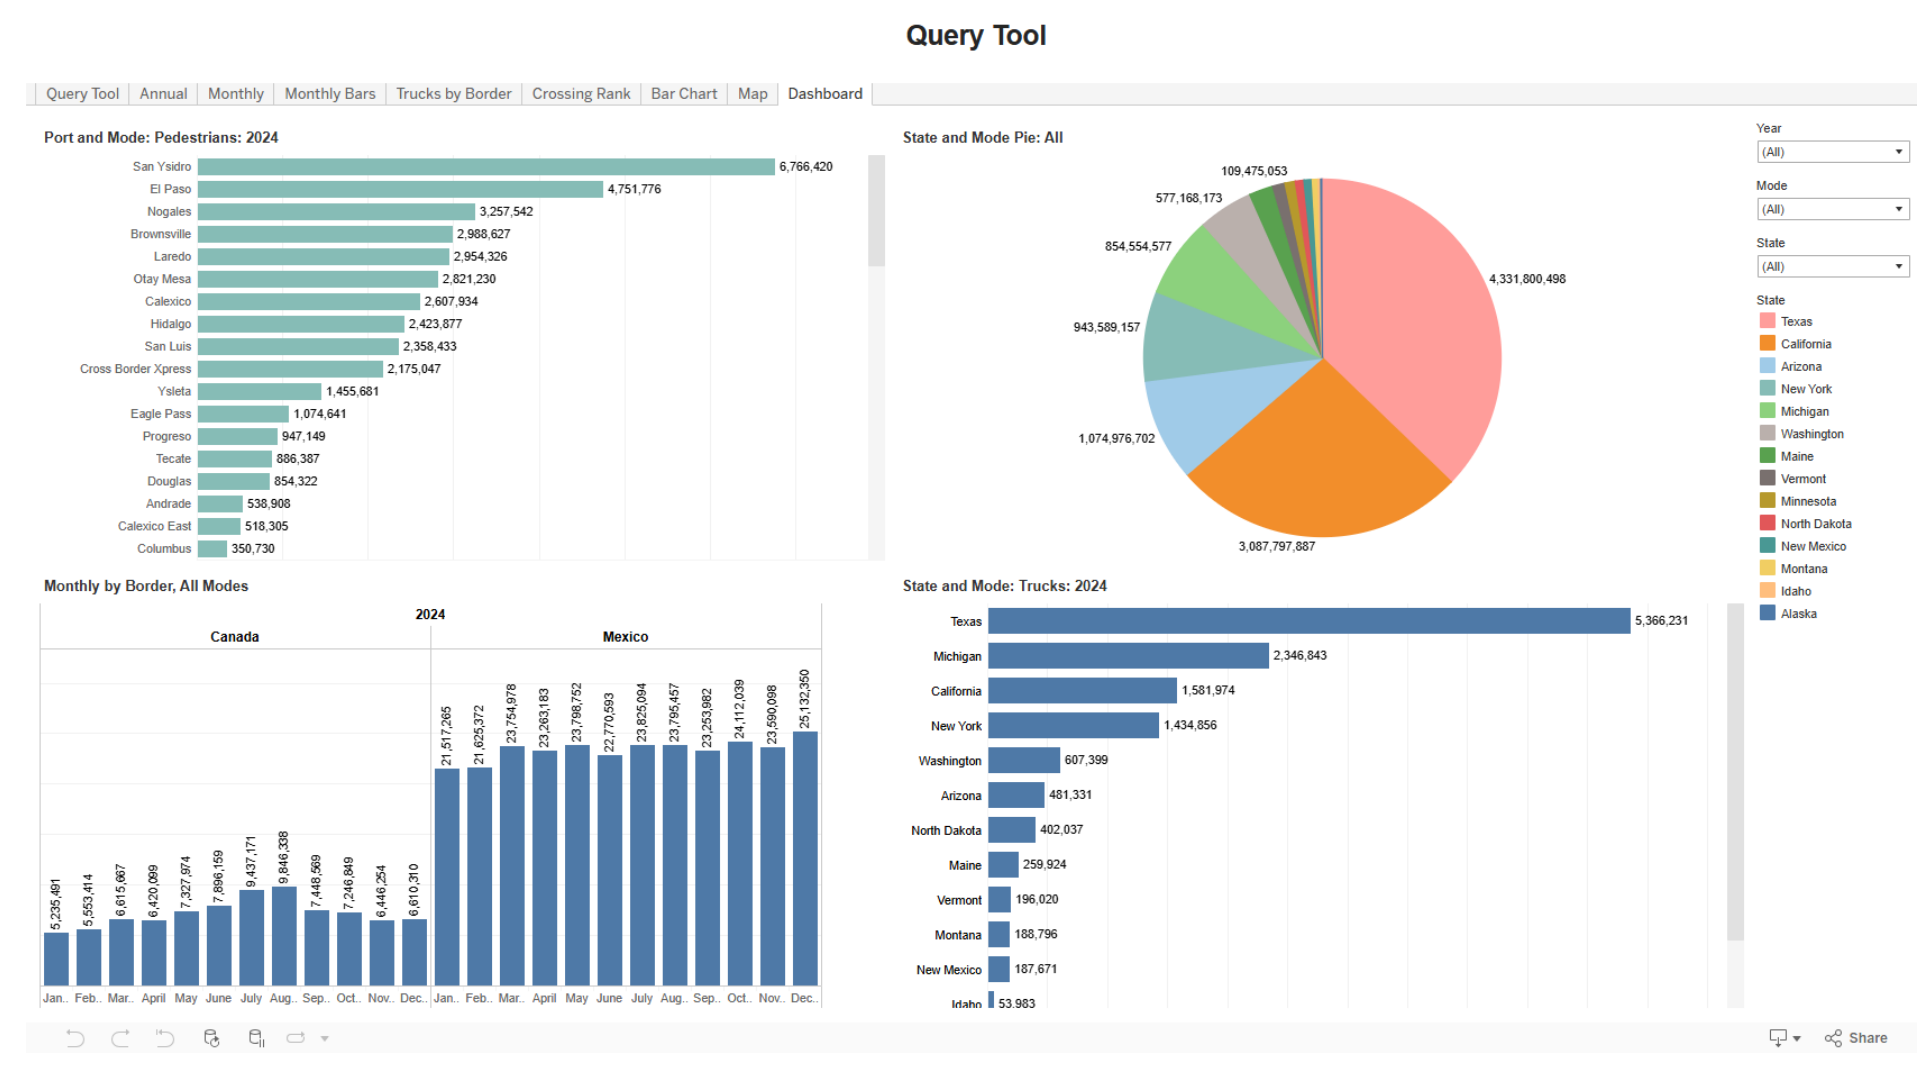 Query Tool
Query Tool Annual Monthly Monthly Bars Trucks by Border Crossing Rank Bar Chart Map Dashboard
Port and Mode: Pedestrians: 2024
San Ysidro 6,766,420
El Paso 4,751,776
Nogales 3,257,542
Brownsville 2,988,627
Laredo 2,954,326
Otay Mesa 2,821,230
Calexico 2,607,934
Hidalgo 2,423,877
San Luis 2,358,433
Cross Border Xpress 2,175,047
Ysleta 1,455,681
Eagle Pass 1,074,641
Progreso 947,149
Tecate 886,387
Douglas 854,322
Andrade 538,908
Calexico East 518,305
Columbus 350,730
State and Mode Pie: All
109,475,053
577,168,173
854,554,577
943,589,157
1,074,976,702
3,087,797,887
4,331,800,498
Year
(All)
Mode
(All)
State
(All)
State
Texas
California
Arizona
New York
Michigan
Washington
Maine
Vermont
Minnesota
North Dakota
New Mexico
Montana
Idaho
Alaska
Monthly by Border, All Modes
2024
Canada Mexico
5,235,491 5,553,414 6,615,667 6,420,099 7,327,974 7,896,159 9,437,171 9,846,338 7,448,569 7,246,849 6,446,254 6,610,310 21,517,265 21,625,372 23,754,978 23,263,183 23,798,752 22,770,593 23,825,094 23,795,457 23,253,982 24,112,039 23,590,098 25,132,350
Jan.. Feb.. Mar.. April May June July Aug.. Sep.. Oct.. Nov.. Dec.. Jan.. Feb.. Mar.. April May June July Aug.. Sep.. Oct.. Nov.. Dec..
State and Mode: Trucks: 2024
Texas 5,366,231
Michigan 2,346,843
California 1,581,974
New York 1,434,856
Washington 607,399
Arizona 481,331
North Dakota 402,037
Maine 259,924
Vermont 196,020
Montana 188,796
New Mexico 187,671
Idaho 53,983
Share